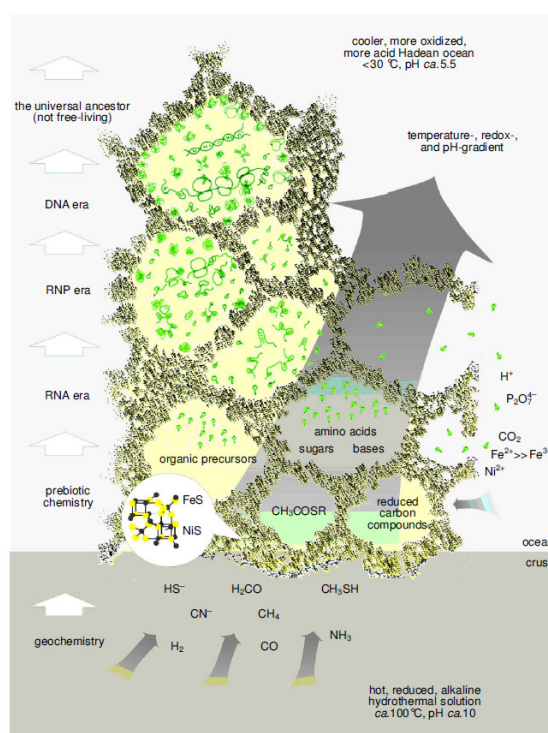 cooler, more oxidized,
more acid Hadean ocean
<30 °C, pH ca.5.5
the universal ancestor
(not free-living)
temperature-, redox-,
and pH-gradient
DNA era
RNP era
RNA era
H⁺
P₂O₄⁴⁻
CO₂
Fe²⁺>>Fe³
Ni²⁺
amino acids
sugars bases
organic precursors
prebiotic
chemistry
FeS
NiS
CH₃COSR
reduced
carbon
compounds
ocea
crus
HS⁻ H₂CO CH₃SH
CN⁻ CH₄
geochemistry
H₂ CO NH₃
hot, reduced, alkaline
hydrothermal solution
ca.100°C, pH ca.10